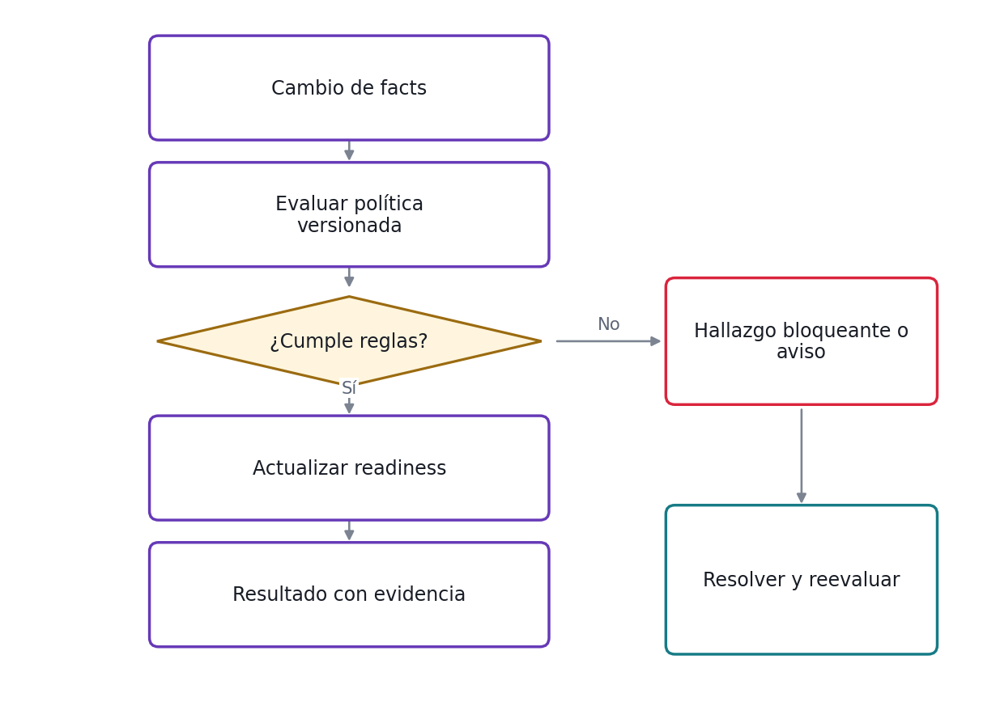 Cambio de facts
Evaluar política
versionada
¿Cumple reglas?
No
Hallazgo bloqueante o
aviso
Sí
Actualizar readiness
Resolver y reevaluar
Resultado con evidencia